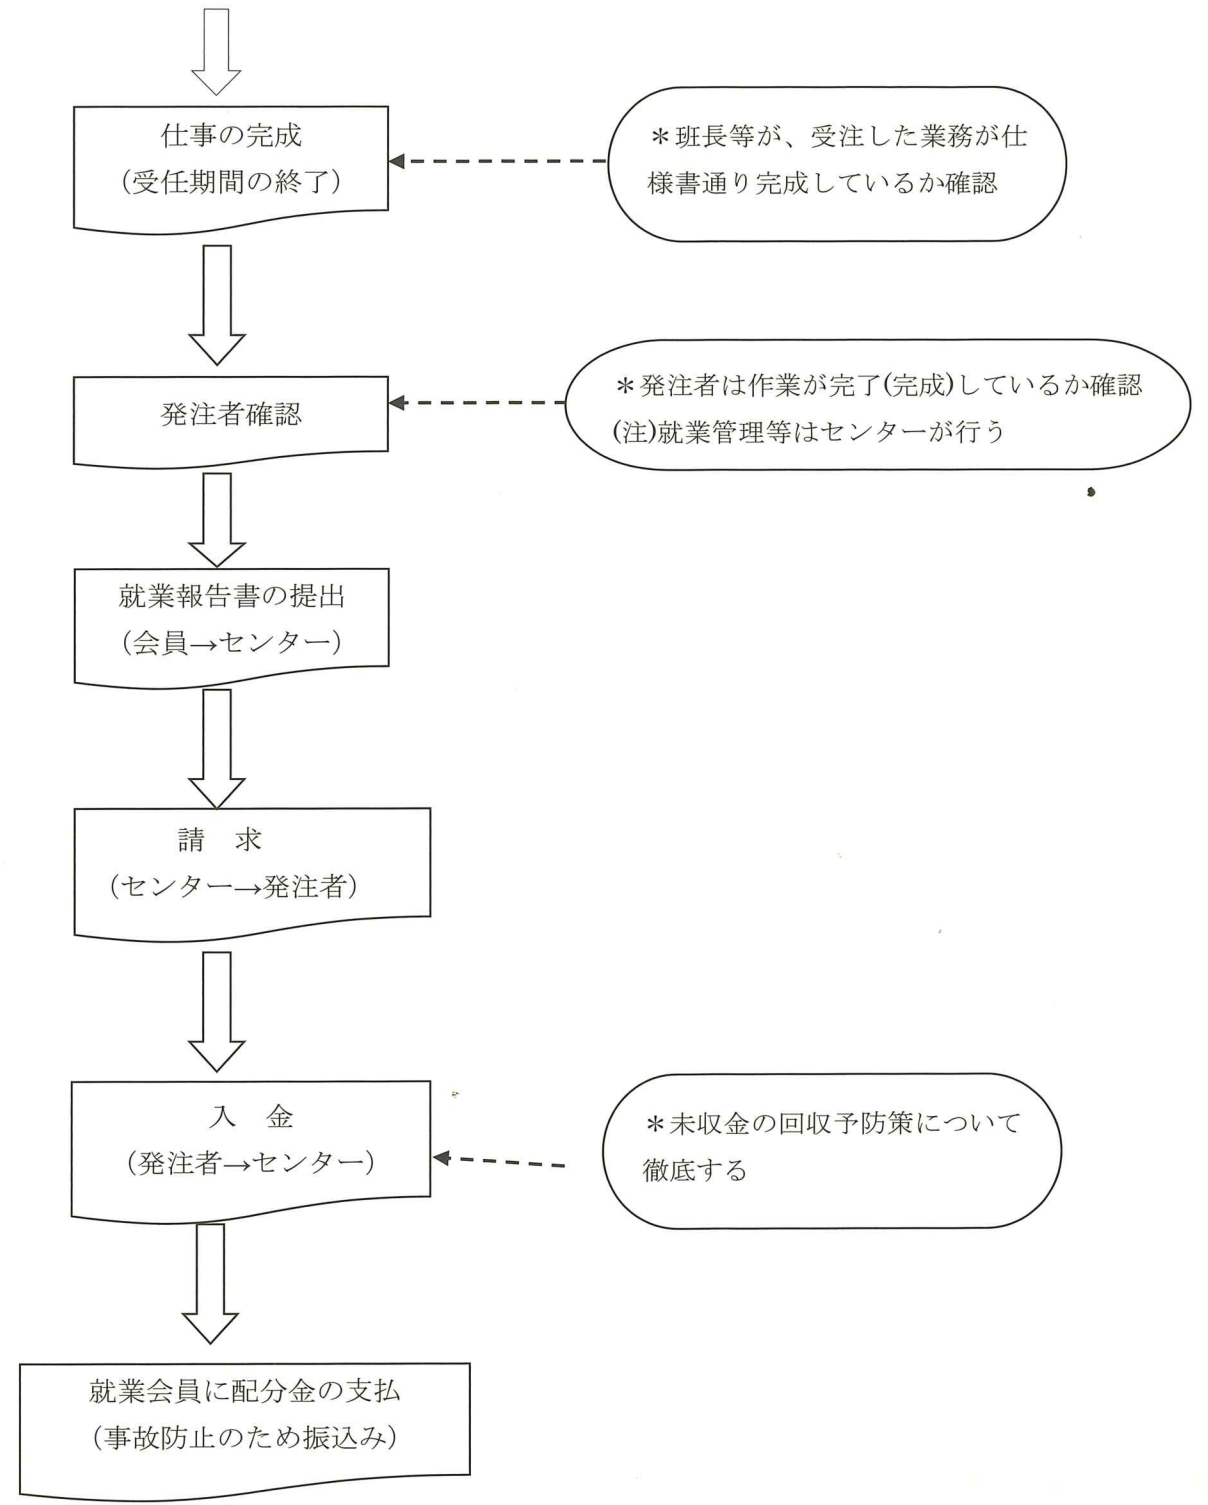 仕事の完成
(受任期間の終了)
＊班長等が、受注した業務が仕
様書通り完成しているか確認
発注者確認
＊発注者は作業が完了(完成)しているか確認
(注)就業管理等はセンターが行う
就業報告書の提出
(会員→センター)
請　求
(センター→発注者)
入　金
(発注者→センター)
＊未収金の回収予防策について
徹底する
就業会員に配分金の支払
(事故防止のため振込み)